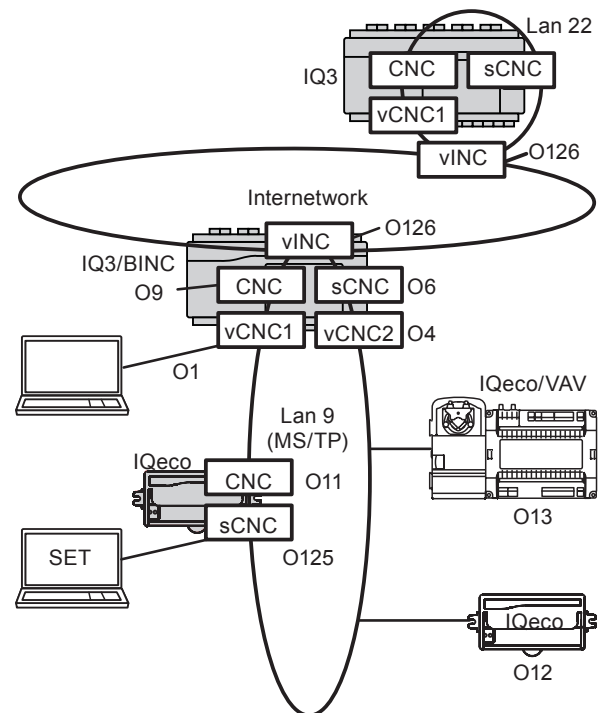 Lan 22
IQ3
CNC
sCNC
vCNC1
vINC
O126
Internetwork
O126
vINC
IQ3/BINC
O9
CNC
sCNC
O6
vCNC1
vCNC2
O4
O1
IQeco/VAV
Lan 9
(MS/TP)
IQeco
CNC
O11
O13
sCNC
O125
SET
IQeco
O12